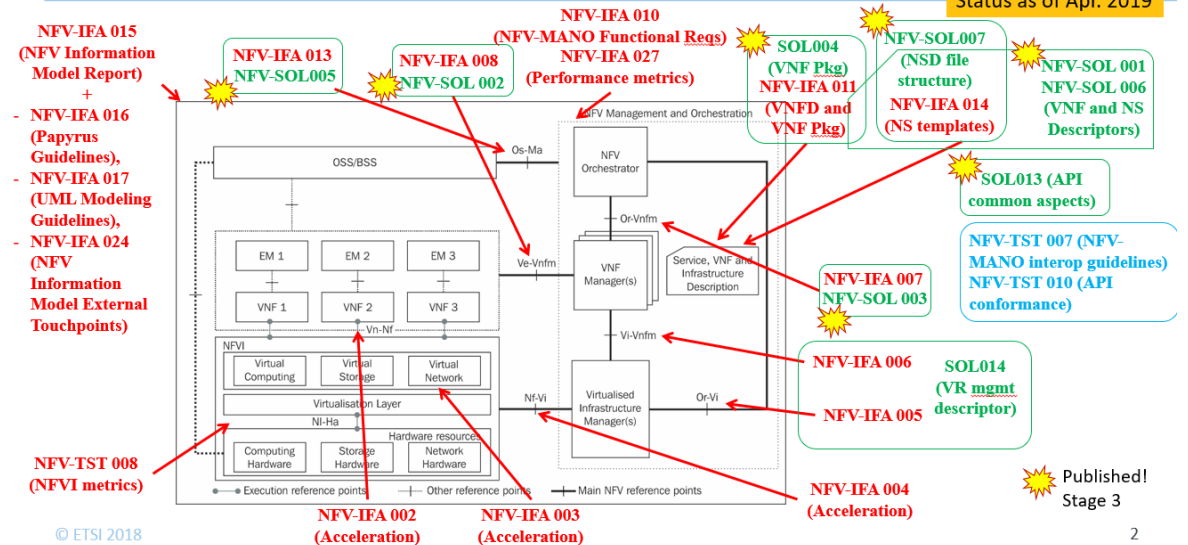 Status as of Apr. 2019
NFV-IFA 015
(NFV Information
Model Report)
+
- NFV-IFA 016
(Papyrus
Guidelines),
- NFV-IFA 017
(UML Modeling
Guidelines),
- NFV-IFA 024
(NFV
Information
Model External
Touchpoints)
NFV-IFA 013
NFV-SOL005
NFV-IFA 008
NFV-SOL 002
NFV-IFA 010
(NFV-MANO Functional Reqs)
NFV-IFA 027
(Performance metrics)
SOL004
(VNF Pkg)
NFV-IFA 011
(VNFD and
VNF Pkg)
NFV-SOL007
(NSD file
structure)
NFV-IFA 014
(NS templates)
NFV-SOL 001
NFV-SOL 006
(VNF and NS
Descriptors)
SOL013 (API
common aspects)
NFV-TST 007 (NFV-
MANO interop guidelines)
NFV-TST 010 (API
conformance)
NFV Management and Orchestration
OSS/BSS
Os-Ma
NFV
Orchestrator
Or-Vnfm
EM 1
EM 2
EM 3
Ve-Vnfm
VNF
Manager(s)
Service, VNF and
Infrastructure
Description
VNF 1
VNF 2
VNF 3
Vn-Nf
NFV-IFA 007
NFV-SOL 003
Vi-Vnfm
NFV-IFA 006
SOL014
(VR mgmt
descriptor)
NFV-IFA 005
NFVI
Virtual
Computing
Virtual
Storage
Virtual
Network
Virtualisation Layer
Nf-Vi
Virtualised
Infrastructure
Manager(s)
Or-Vi
NI-Ha
Hardware resources
Computing
Hardware
Storage
Hardware
Network
Hardware
Execution reference points
Other reference points
Main NFV reference points
NFV-TST 008
(NFVI metrics)
NFV-IFA 002
(Acceleration)
NFV-IFA 003
(Acceleration)
NFV-IFA 004
(Acceleration)
Published!
Stage 3
© ETSI 2018
2